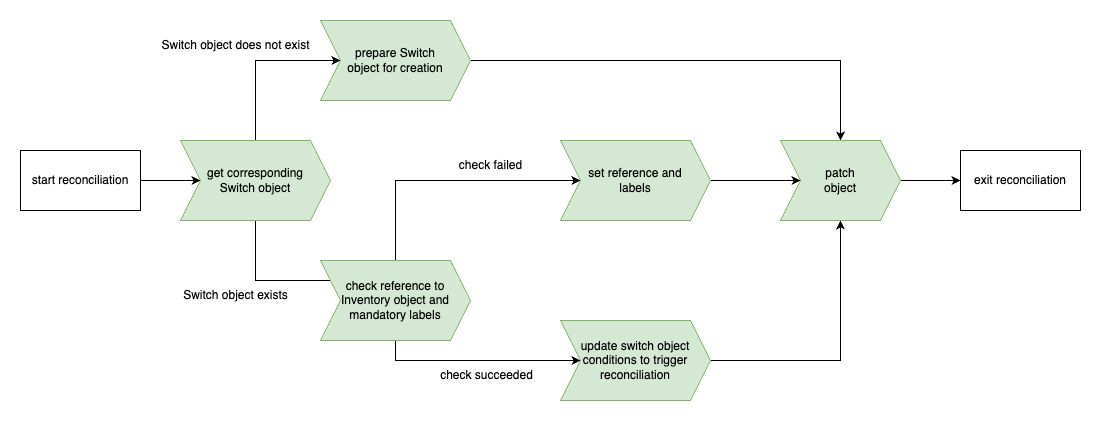 Switch object does not exist
prepare Switch
object for creation
start reconciliation
get corresponding
Switch object
check failed
set reference and
labels
patch
object
exit reconciliation
Switch object exists
check reference to
Inventory object and
mandatory labels
check succeeded
update switch object
conditions to trigger
reconciliation